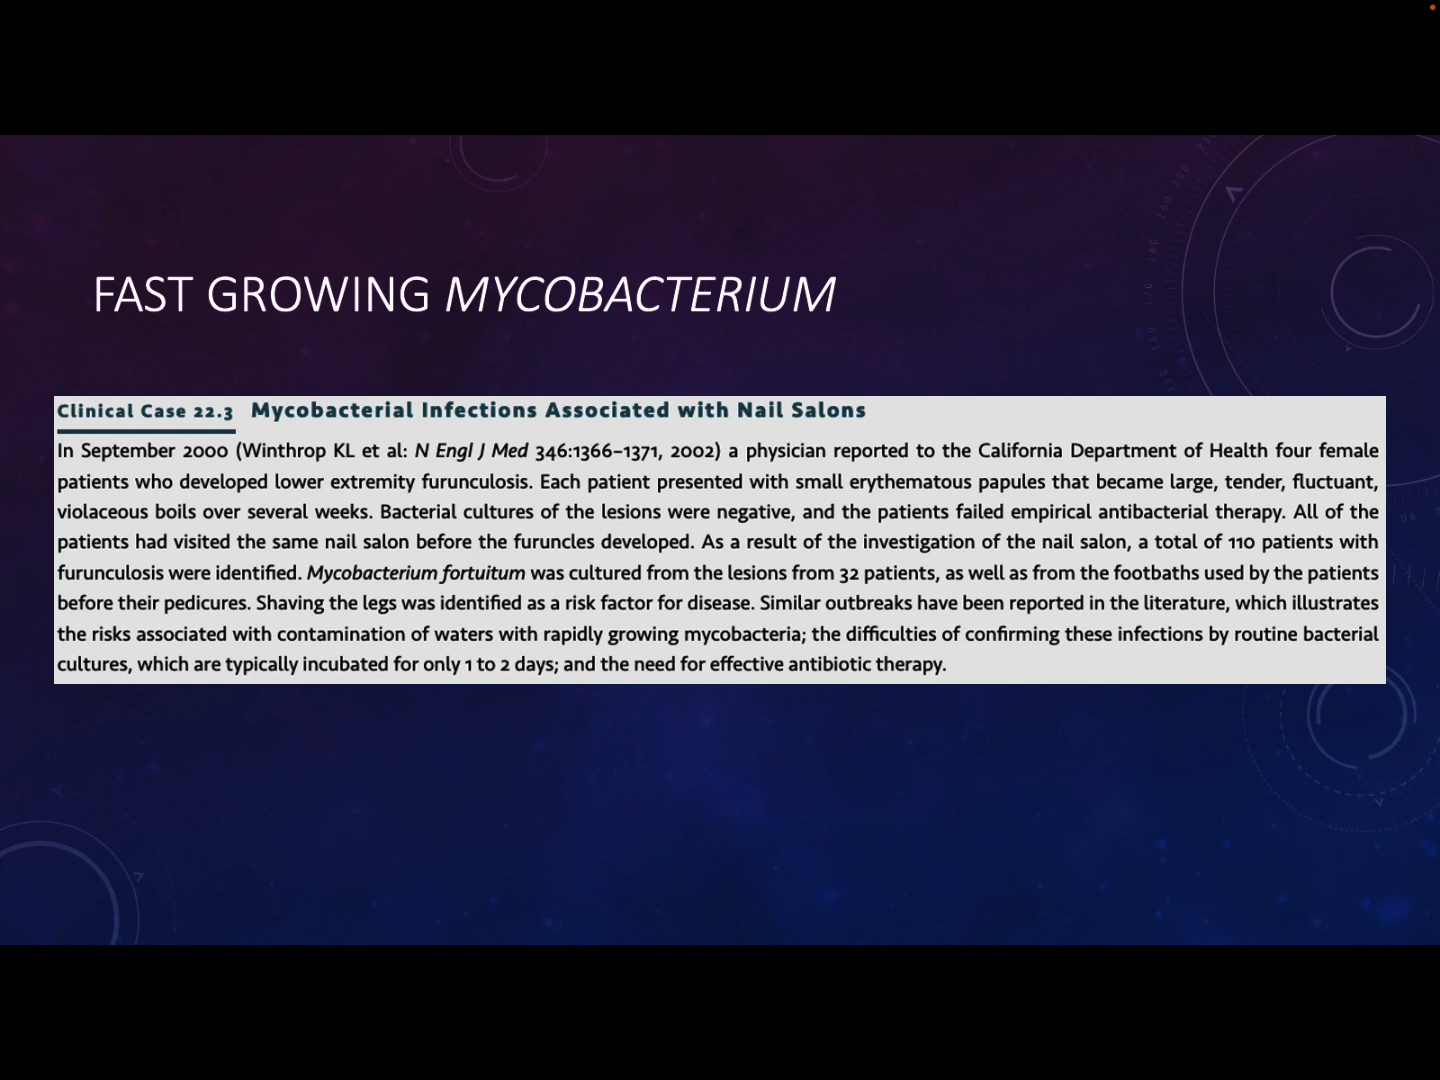 FAST GROWING MYCOBACTERIUM
Clinical Case 22.3 Mycobacterial Infections Associated with Nail Salons
In September 2000 (Winthrop KL et al: N Engl J Med 346:1366–1371, 2002) a physician reported to the California Department of Health four female
patients who developed lower extremity furunculosis. Each patient presented with small erythematous papules that became large, tender, fluctuant,
violaceous boils over several weeks. Bacterial cultures of the lesions were negative, and the patients failed empirical antibacterial therapy. All of the
patients had visited the same nail salon before the furuncles developed. As a result of the investigation of the nail salon, a total of 110 patients with
furunculosis were identified. Mycobacterium fortuitum was cultured from the lesions from 32 patients, as well as from the footbaths used by the patients
before their pedicures. Shaving the legs was identified as a risk factor for disease. Similar outbreaks have been reported in the literature, which illustrates
the risks associated with contamination of waters with rapidly growing mycobacteria; the difficulties of confirming these infections by routine bacterial
cultures, which are typically incubated for only 1 to 2 days; and the need for effective antibiotic therapy.